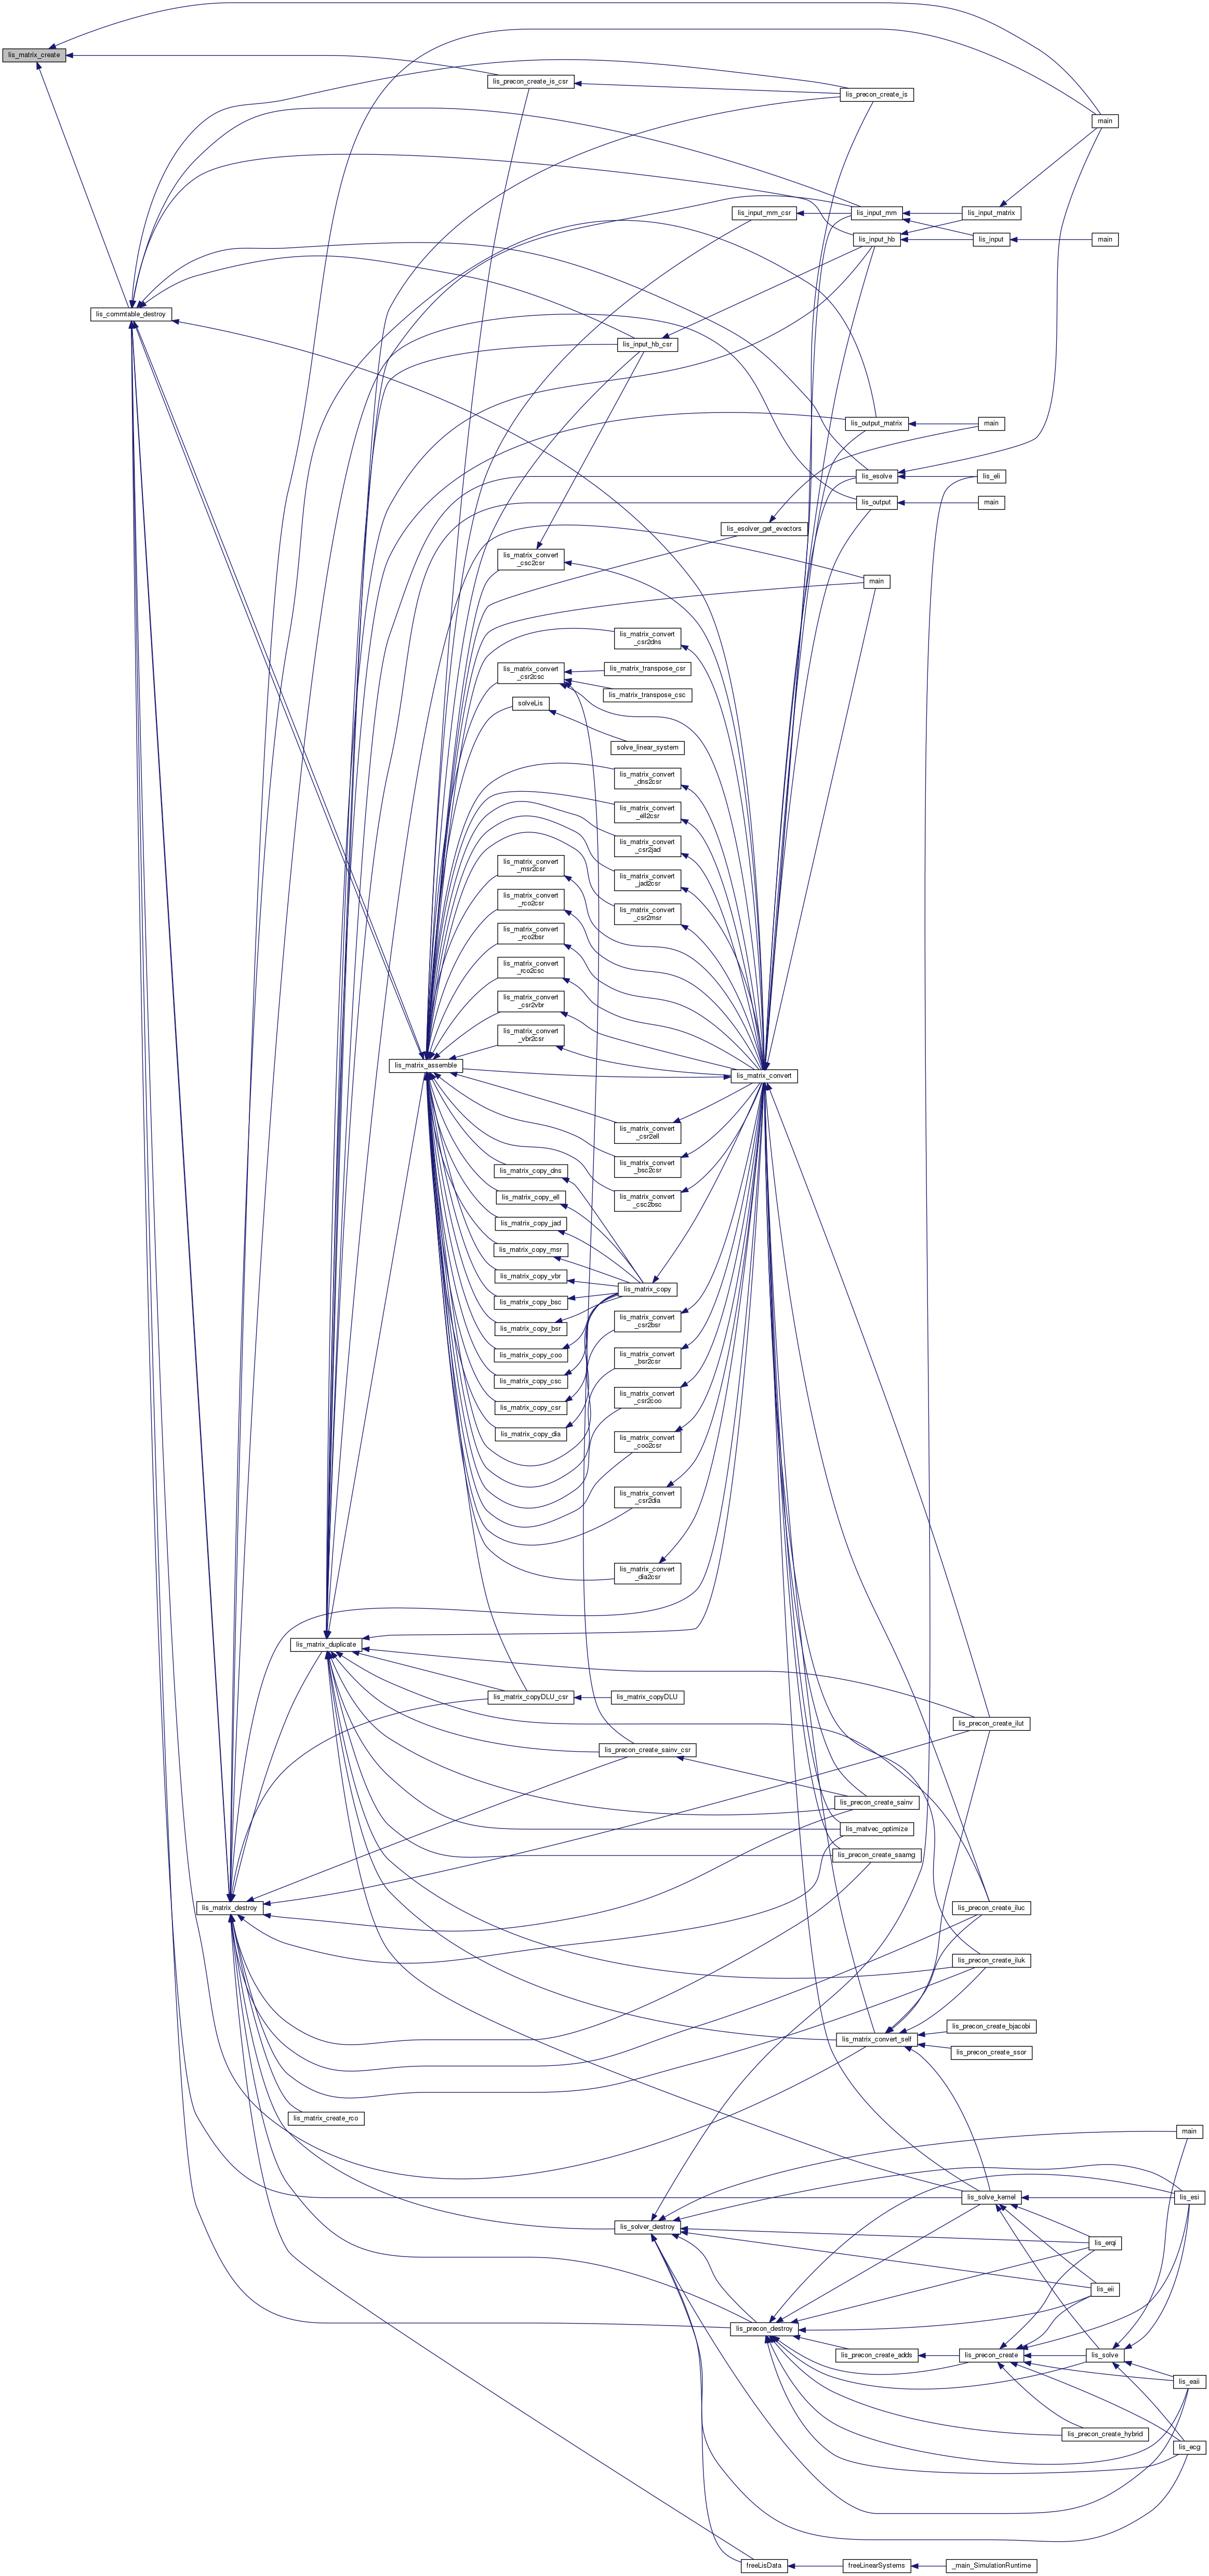 lis_matrix_create
lis_precon_create_is_csr
lis_precon_create_is
main
lis_input_mm_csr
lis_input_mm
lis_input_matrix
lis_input_hb
lis_input
main
lis_commtable_destroy
lis_input_hb_csr
lis_output_matrix
main
lis_esolve
lis_eli
lis_output
main
lis_esolver_get_evectors
lis_matrix_convert
_csc2csr
main
lis_matrix_convert
_csr2dns
lis_matrix_convert
_csr2csc
lis_matrix_transpose_csr
lis_matrix_transpose_csc
solveLis
solve_linear_system
lis_matrix_convert
_dns2csr
lis_matrix_convert
_ell2csr
lis_matrix_convert
_csr2jad
lis_matrix_convert
_msr2csr
lis_matrix_convert
_jad2csr
lis_matrix_convert
_rco2csr
lis_matrix_convert
_csr2msr
lis_matrix_convert
_rco2bsr
lis_matrix_convert
_rco2csc
lis_matrix_convert
_csr2vbr
lis_matrix_convert
_vbr2csr
lis_matrix_assemble
lis_matrix_convert
lis_matrix_convert
_csr2ell
lis_matrix_convert
_bsc2csr
lis_matrix_copy_dns
lis_matrix_copy_ell
lis_matrix_convert
_csc2bsc
lis_matrix_copy_jad
lis_matrix_copy_msr
lis_matrix_copy_vbr
lis_matrix_copy
lis_matrix_copy_bsc
lis_matrix_copy_bsr
lis_matrix_convert
_csr2bsr
lis_matrix_copy_coo
lis_matrix_convert
_bsr2csr
lis_matrix_copy_csc
lis_matrix_copy_csr
lis_matrix_convert
_csr2coo
lis_matrix_copy_dia
lis_matrix_convert
_coo2csr
lis_matrix_convert
_csr2dia
lis_matrix_convert
_dia2csr
lis_matrix_duplicate
lis_matrix_copyDLU_csr
lis_matrix_copyDLU
lis_precon_create_ilut
lis_precon_create_sainv_csr
lis_precon_create_sainv
lis_matvec_optimize
lis_precon_create_saamg
lis_matrix_destroy
lis_precon_create_iluc
lis_precon_create_iluk
lis_precon_create_bjacobi
lis_matrix_convert_self
lis_precon_create_ssor
lis_matrix_create_rco
main
lis_solve_kernel
lis_esi
lis_solver_destroy
lis_erqi
lis_eii
lis_precon_destroy
lis_precon_create_adds
lis_precon_create
lis_solve
lis_eaii
lis_precon_create_hybrid
lis_ecg
freeLisData
freeLinearSystems
_main_SimulationRuntime